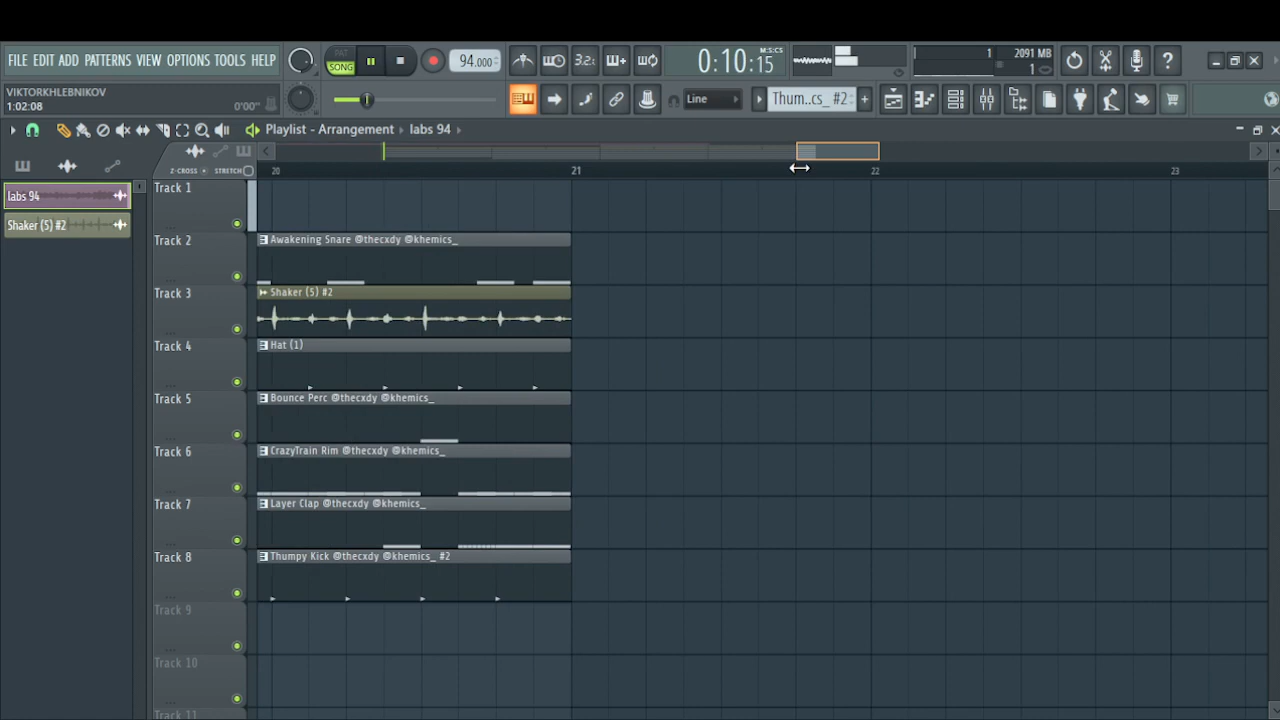 FILE EDIT ADD PATTERNS VIEW OPTIONS TOOLS HELP
PAT
SONG
94.000
3.2.
0:10:15
M:S:CS
1
2091 MB
1
VIKTORKHLEBNIKOV
1:02:08
0'00"
Line
Thum..cs_ #2
Playlist - Arrangement
labs 94
Z-CROSS
STRETCH
20
21
22
23
labs 94
Shaker (5) #2
Track 1
Track 2
Awakening Snare @thecxdy @khemics_
Track 3
Shaker (5) #2
Track 4
Hat (1)
Track 5
Bounce Perc @thecxdy @khemics_
Track 6
CrazyTrain Rim @thecxdy @khemics_
Track 7
Layer Clap @thecxdy @khemics_
Track 8
Thumpy Kick @thecxdy @khemics_ #2
Track 9
Track 10
Track 11